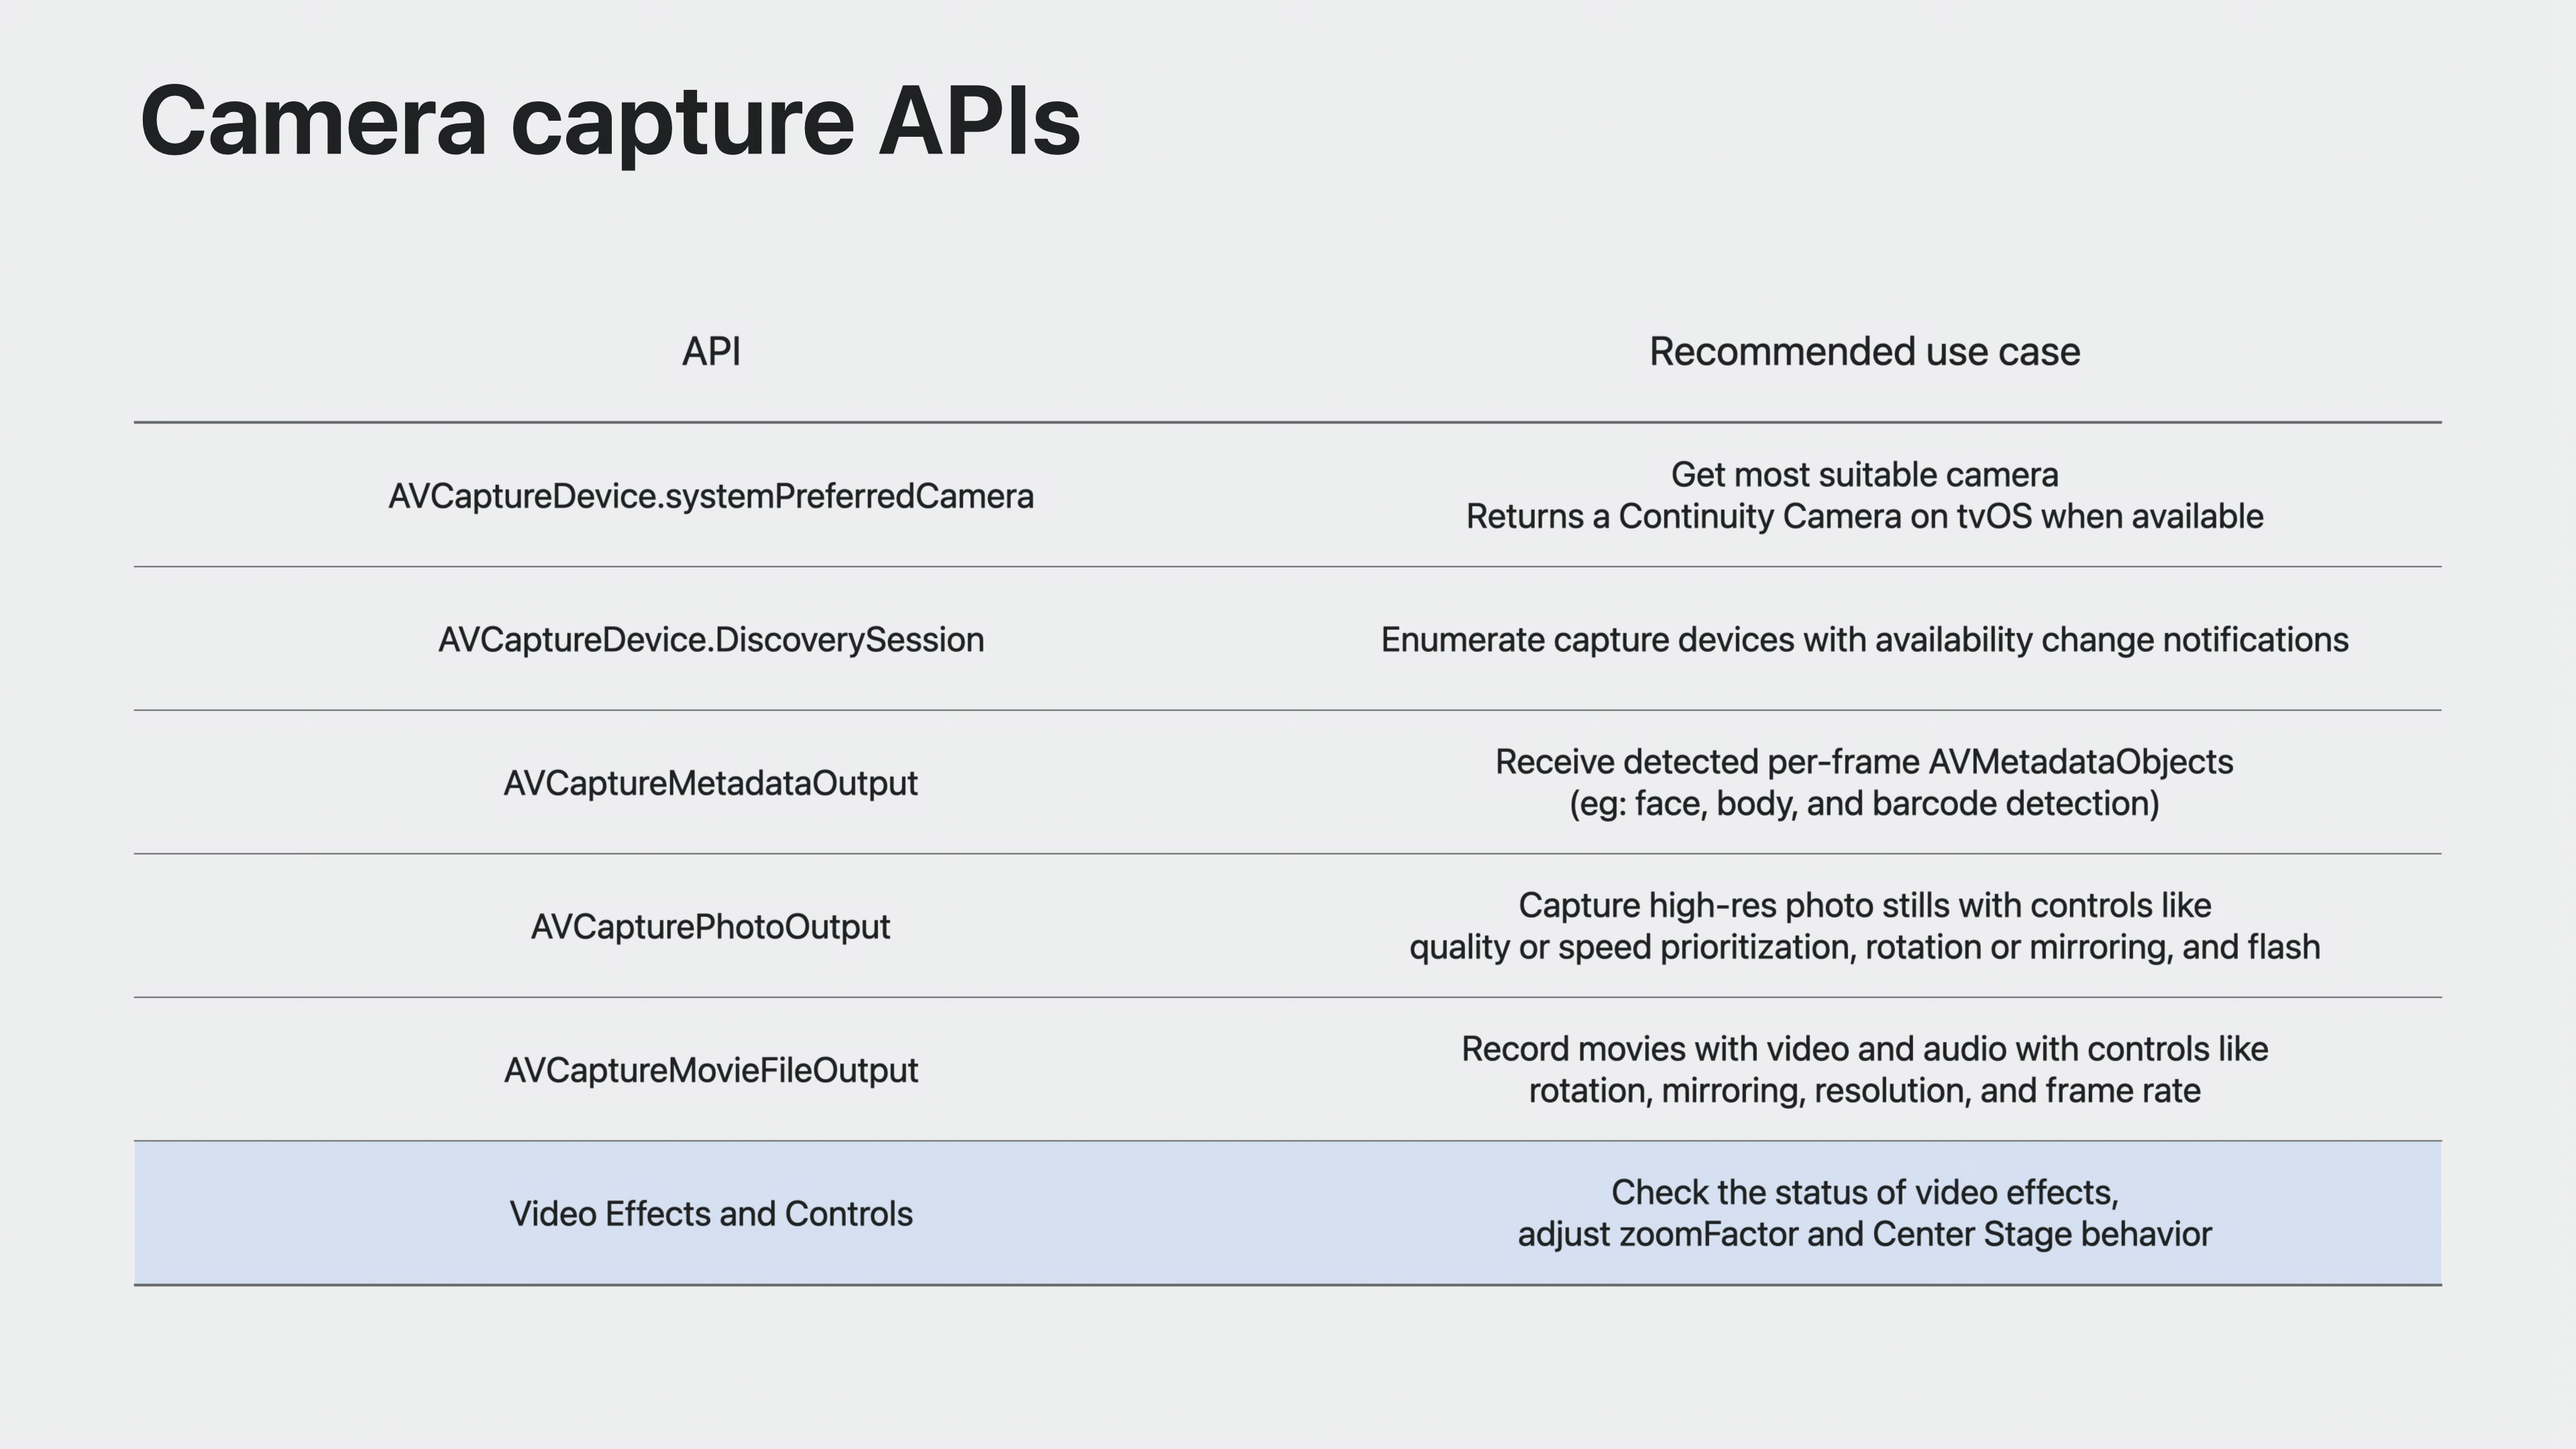 Camera capture APIs
API
Recommended use case
AVCaptureDevice.systemPreferredCamera
Get most suitable camera
Returns a Continuity Camera on tvOS when available
AVCaptureDevice.DiscoverySession
Enumerate capture devices with availability change notifications
AVCaptureMetadataOutput
Receive detected per-frame AVMetadataObjects
(eg: face, body, and barcode detection)
AVCapturePhotoOutput
Capture high-res photo stills with controls like
quality or speed prioritization, rotation or mirroring, and flash
AVCaptureMovieFileOutput
Record movies with video and audio with controls like
rotation, mirroring, resolution, and frame rate
Video Effects and Controls
Check the status of video effects,
adjust zoomFactor and Center Stage behavior